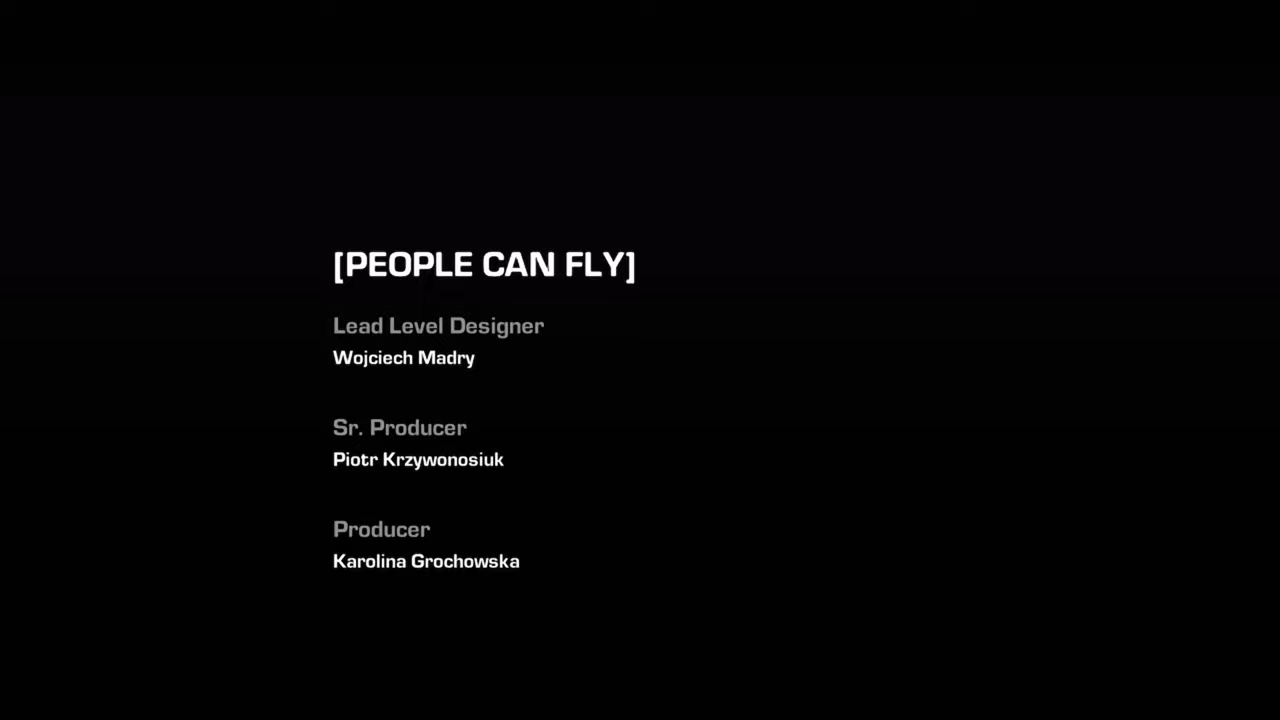 [PEOPLE CAN FLY]
Lead Level Designer
Wojciech Madry
Sr. Producer
Piotr Krzywonosiuk
Producer
Karolina Grochowska